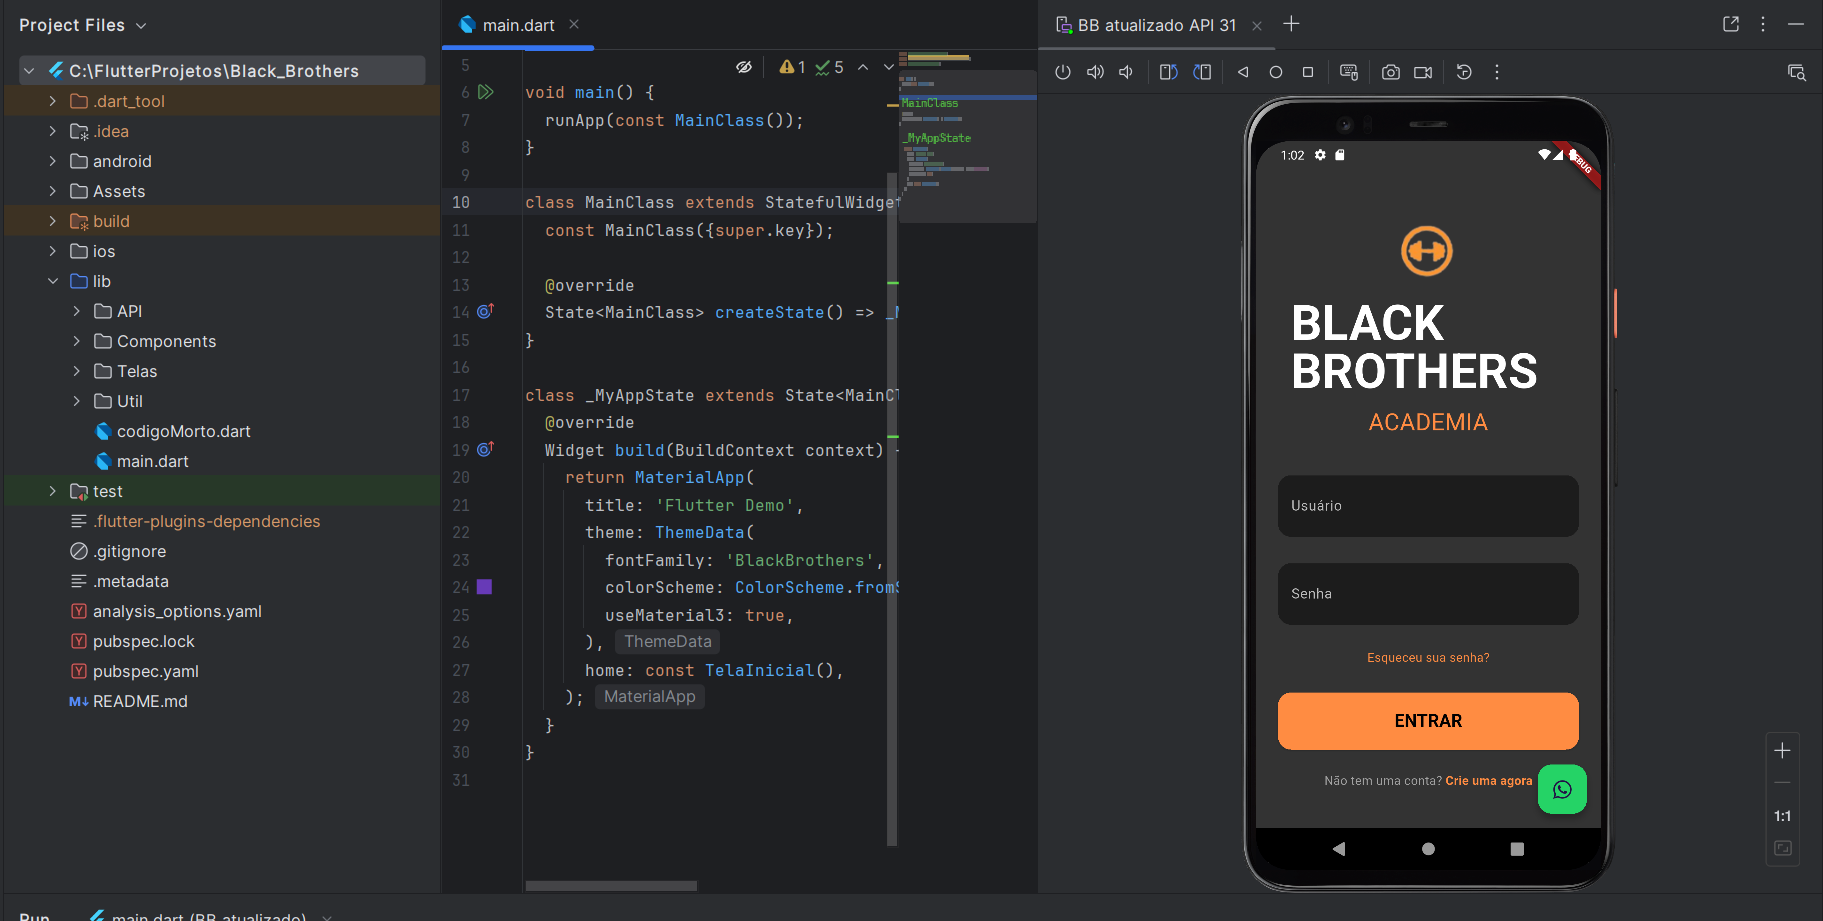 Project Files
C:\FlutterProjetos\Black_Brothers
.dart_tool
.idea
android
Assets
build
ios
lib
API
Components
Telas
Util
codigoMorto.dart
main.dart
test
.flutter-plugins-dependencies
.gitignore
.metadata
analysis_options.yaml
pubspec.lock
pubspec.yaml
README.md
main.dart
1 5
5
6 void main() {
7 runApp(const MainClass());
8 }
9
10 class MainClass extends StatefulWidget
11 const MainClass({super.key});
12
13 @override
14 State<MainClass> createState() => _M
15 }
16
17 class _MyAppState extends State<MainCl
18 @override
19 Widget build(BuildContext context) {
20 return MaterialApp(
21 title: 'Flutter Demo',
22 theme: ThemeData(
23 fontFamily: 'BlackBrothers',
24 colorScheme: ColorScheme.fromS
25 useMaterial3: true,
26 ), ThemeData
27 home: const TelaInicial(),
28 ); MaterialApp
29 }
30 }
31
MainClass
_MyAppState
BB atualizado API 31
1:02
DEBUG
BLACK
BROTHERS
ACADEMIA
Usuário
Senha
Esqueceu sua senha?
ENTRAR
Não tem uma conta? Crie uma agora
1:1
Run
main.dart (BB atualizado)